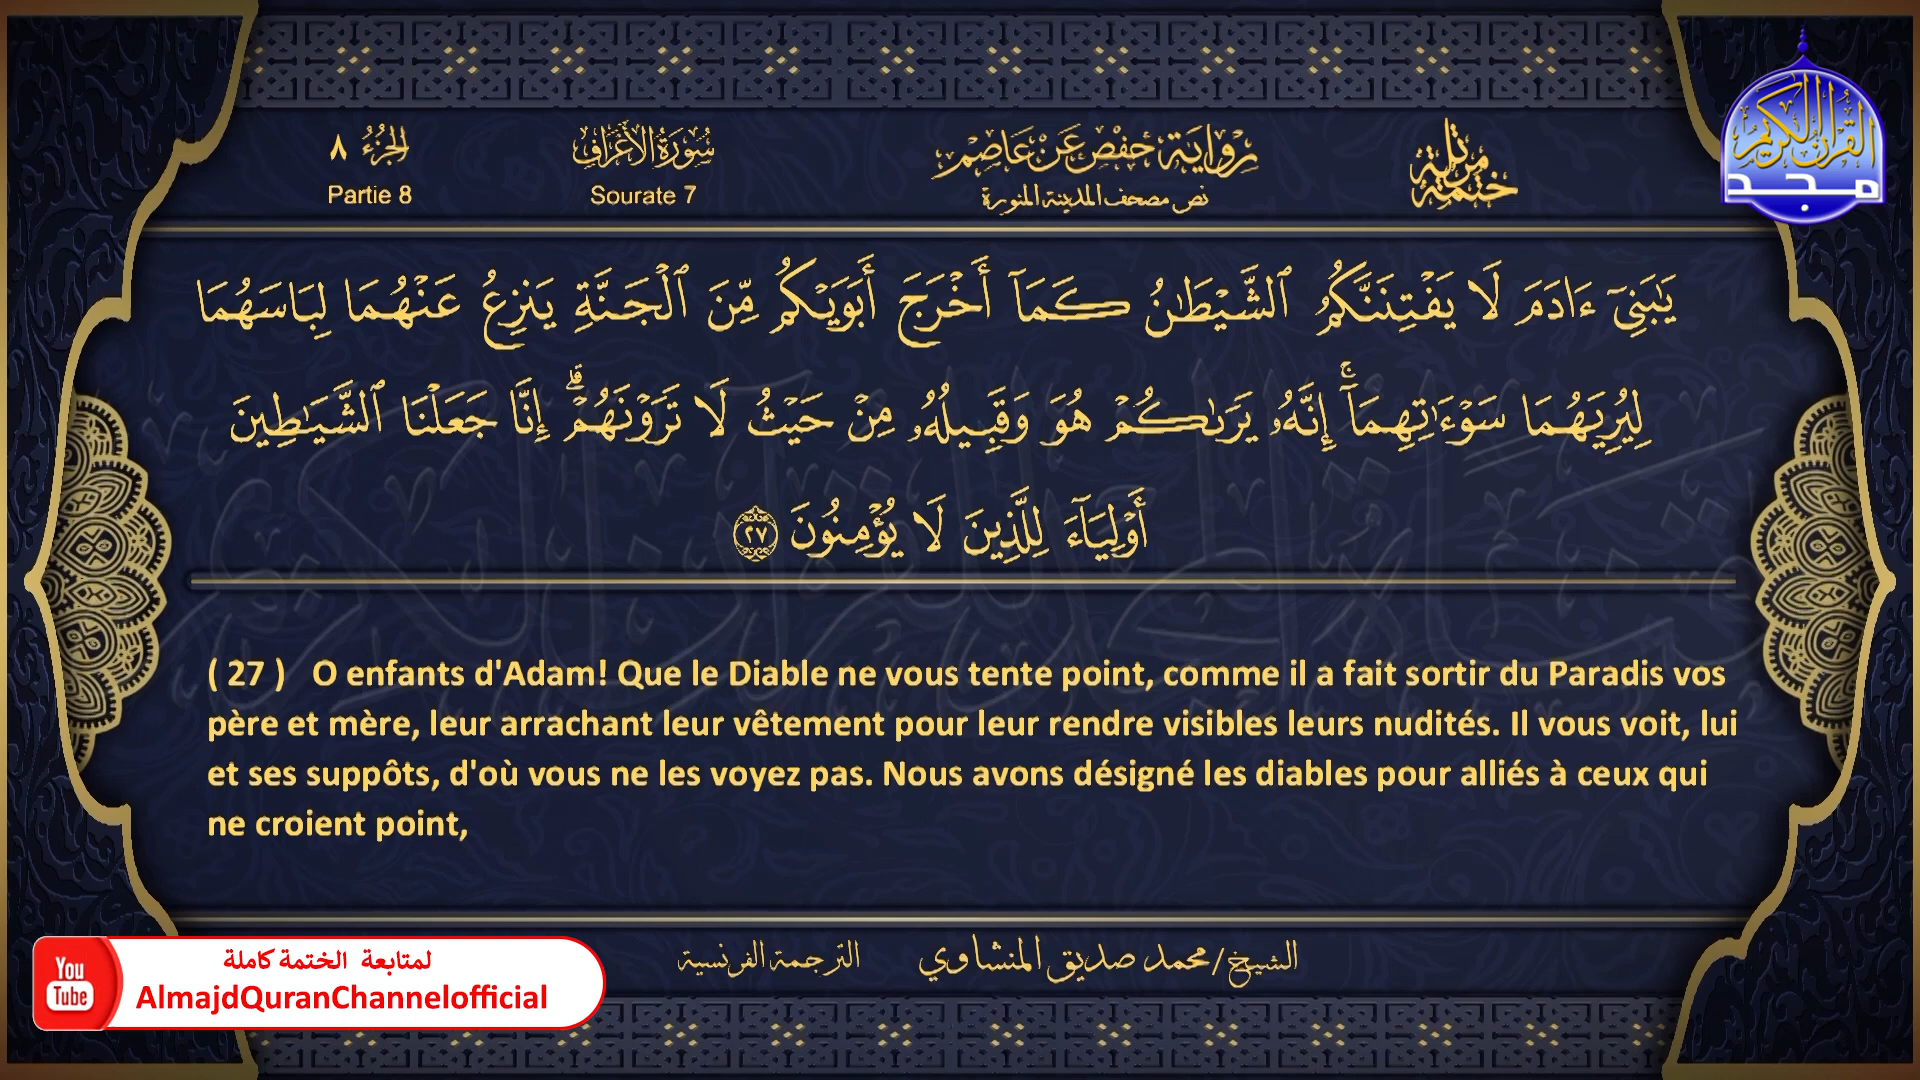 ختمة مرتلة
رواية حفص عن عاصم
نص مصحف المدينة المنورة
سورة الأعراف
Sourate 7
الجزء ٨
Partie 8
القرآن الكريم
مجد
يَٰبَنِىٓ ءَادَمَ لَا يَفْتِنَنَّكُمُ ٱلشَّيْطَٰنُ كَمَآ أَخْرَجَ أَبَوَيْكُم مِّنَ ٱلْجَنَّةِ يَنزِعُ عَنْهُمَا لِبَاسَهُمَا
لِيُرِيَهُمَا سَوْءَٰتِهِمَآ ۚ إِنَّهُۥ يَرَىٰكُمْ هُوَ وَقَبِيلُهُۥ مِنْ حَيْثُ لَا تَرَوْنَهُمْ ۗ إِنَّا جَعَلْنَا ٱلشَّيَٰطِينَ
أَوْلِيَآءَ لِلَّذِينَ لَا يُؤْمِنُونَ ٢٧
( 27 ) O enfants d'Adam! Que le Diable ne vous tente point, comme il a fait sortir du Paradis vos
père et mère, leur arrachant leur vêtement pour leur rendre visibles leurs nudités. Il vous voit, lui
et ses suppôts, d'où vous ne les voyez pas. Nous avons désigné les diables pour alliés à ceux qui
ne croient point,
الشيخ/محمد صديق المنشاوي
الترجمة الفرنسية
You
Tube
لمتابعة الختمة كاملة
AlmajdQuranChannelofficial